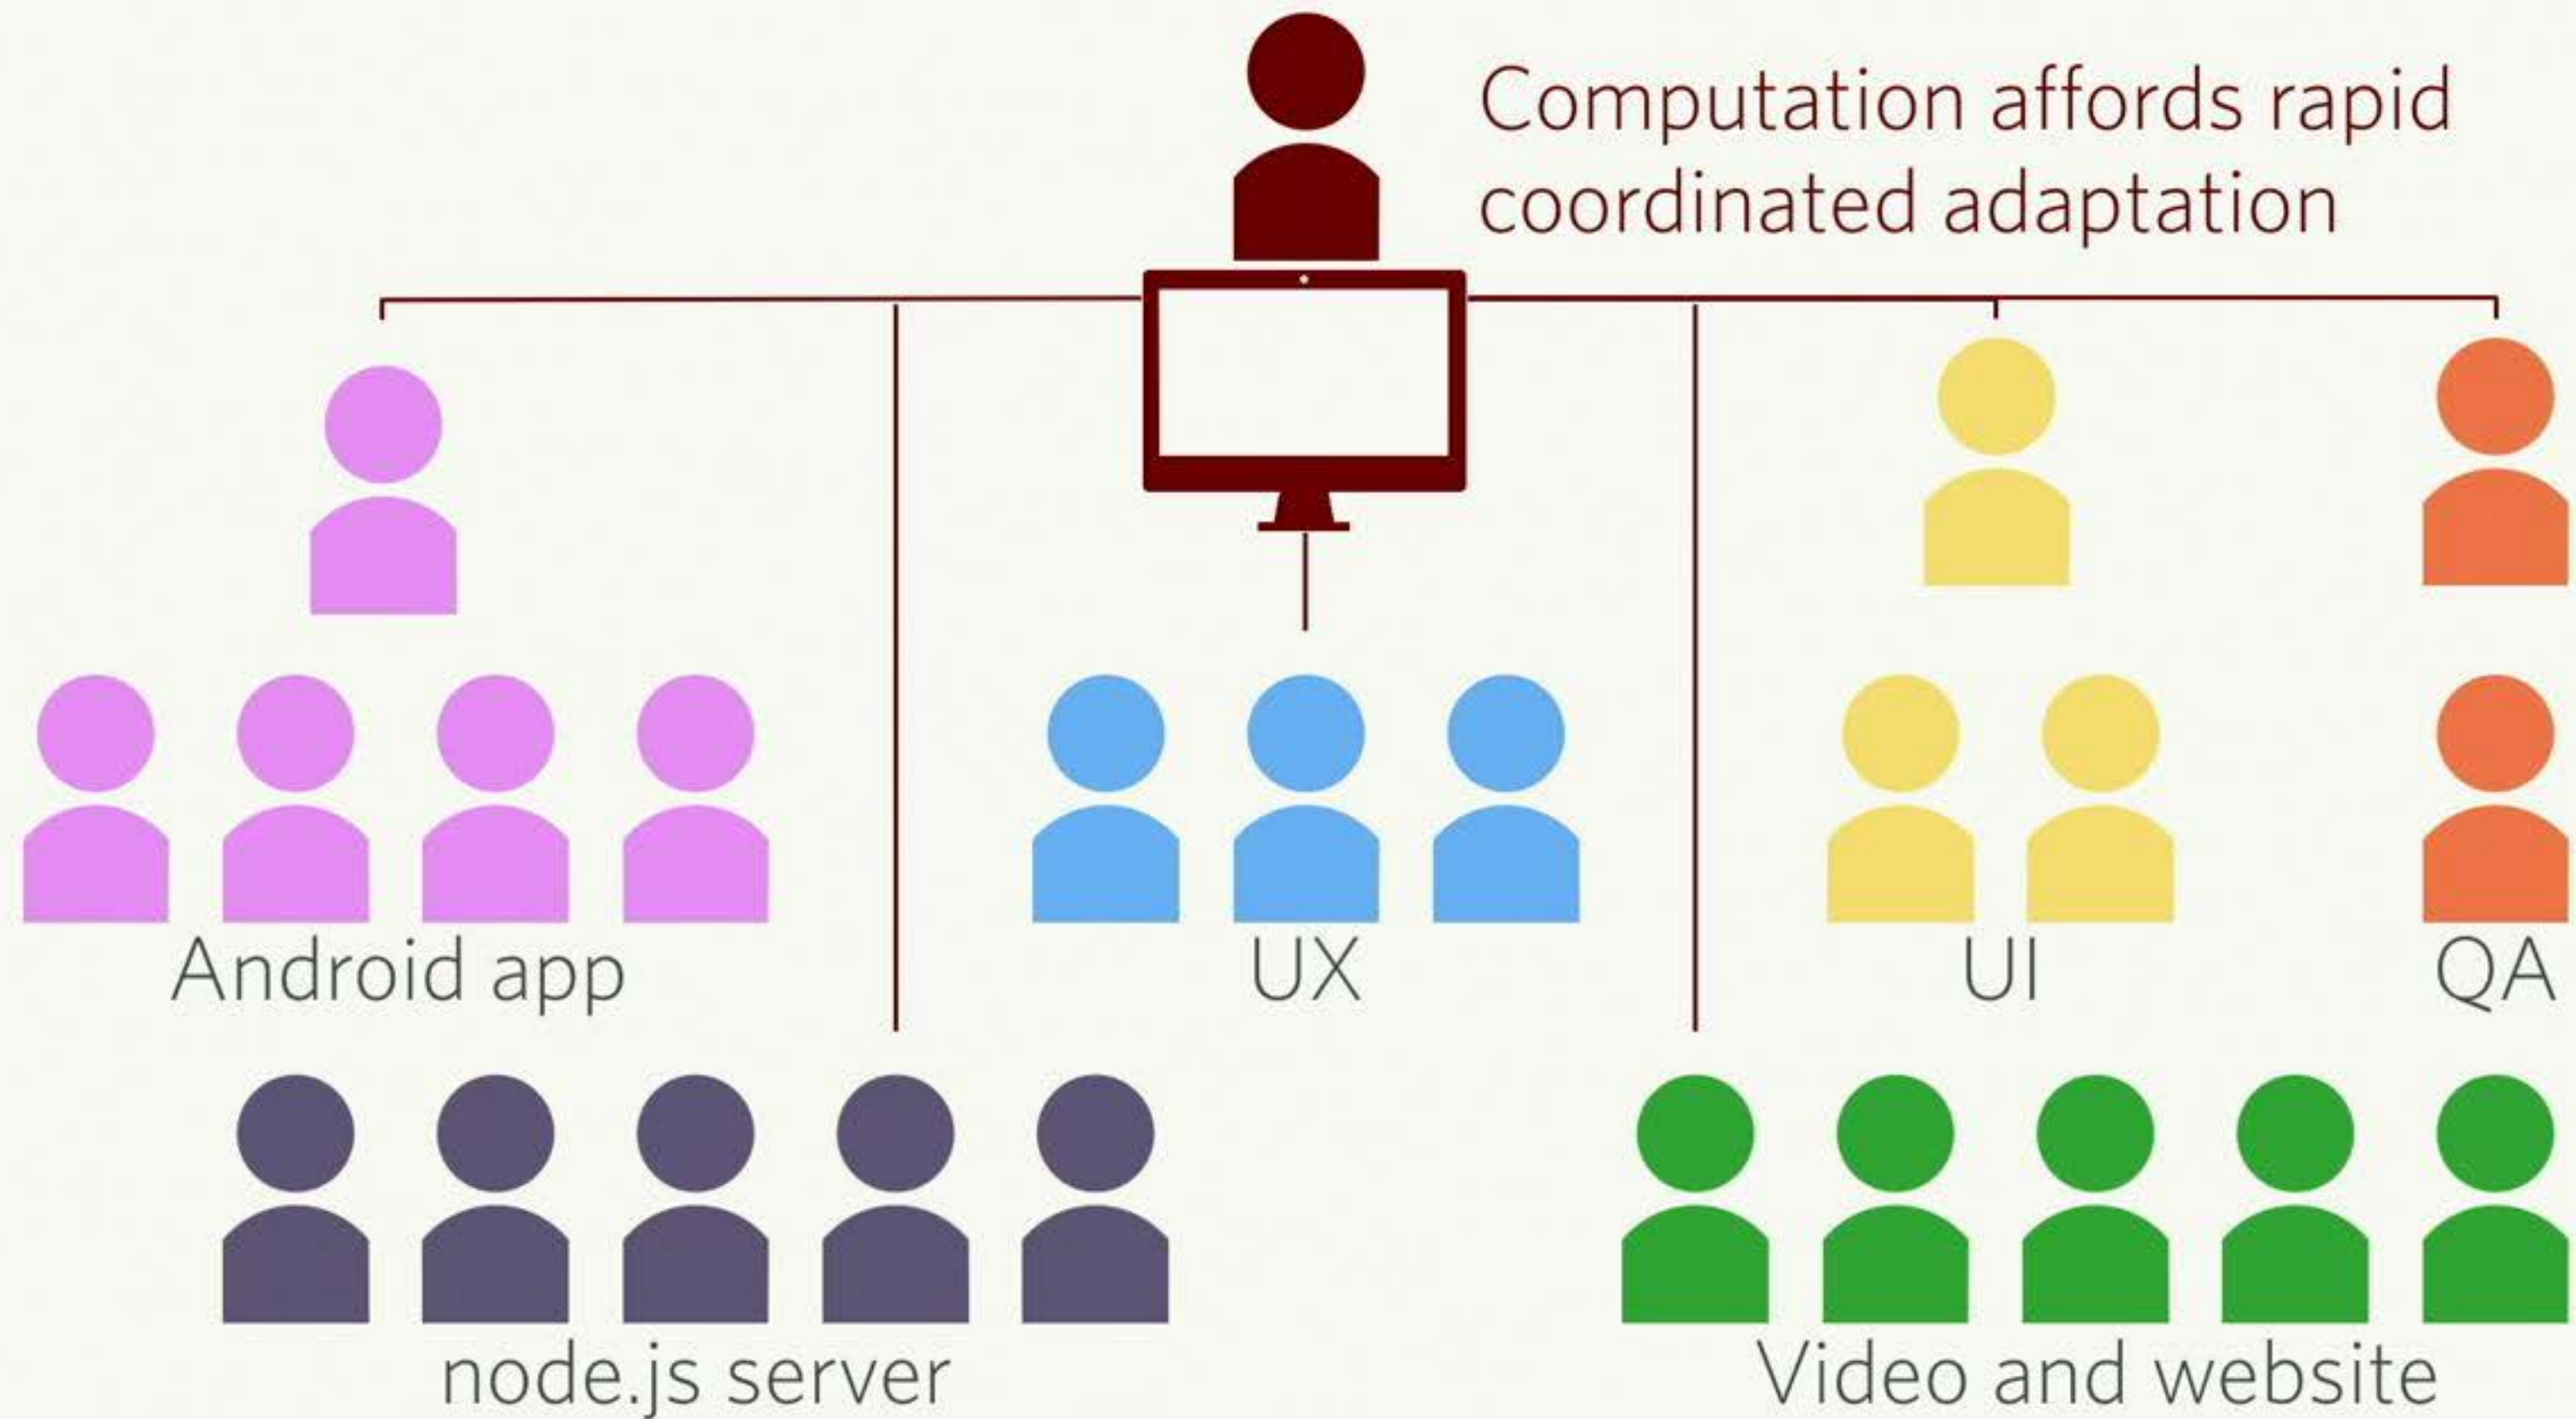 Computation affords rapid
coordinated adaptation
Android app
UX
UI
QA
node.js server
Video and website